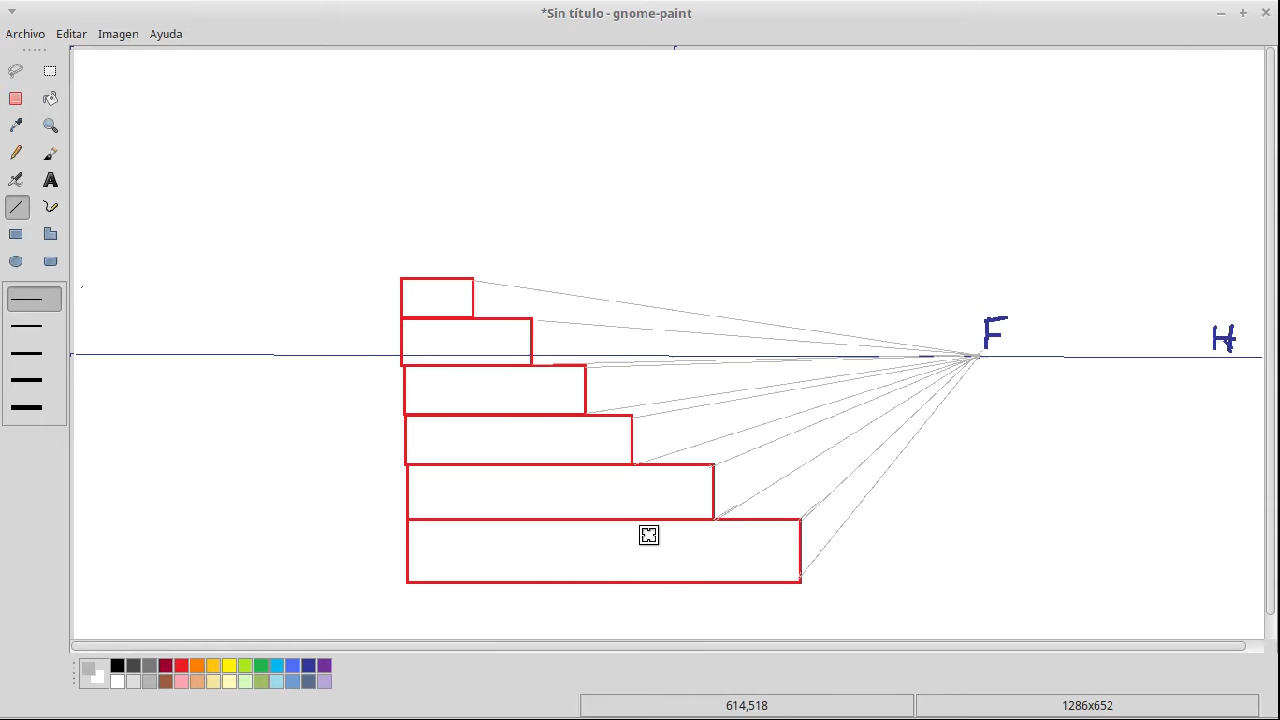 *Sin título - gnome-paint
Archivo Editar Imagen Ayuda
F
H
A
614,518
1286x652